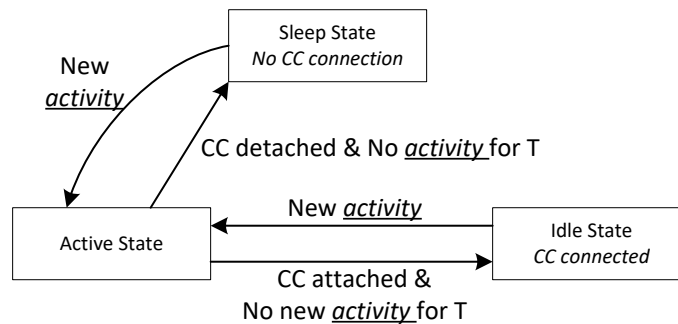 Sleep State
No CC connection
New
activity
CC detached & No activity for T
New activity
Active State
Idle State
CC connected
CC attached &
No new activity for T